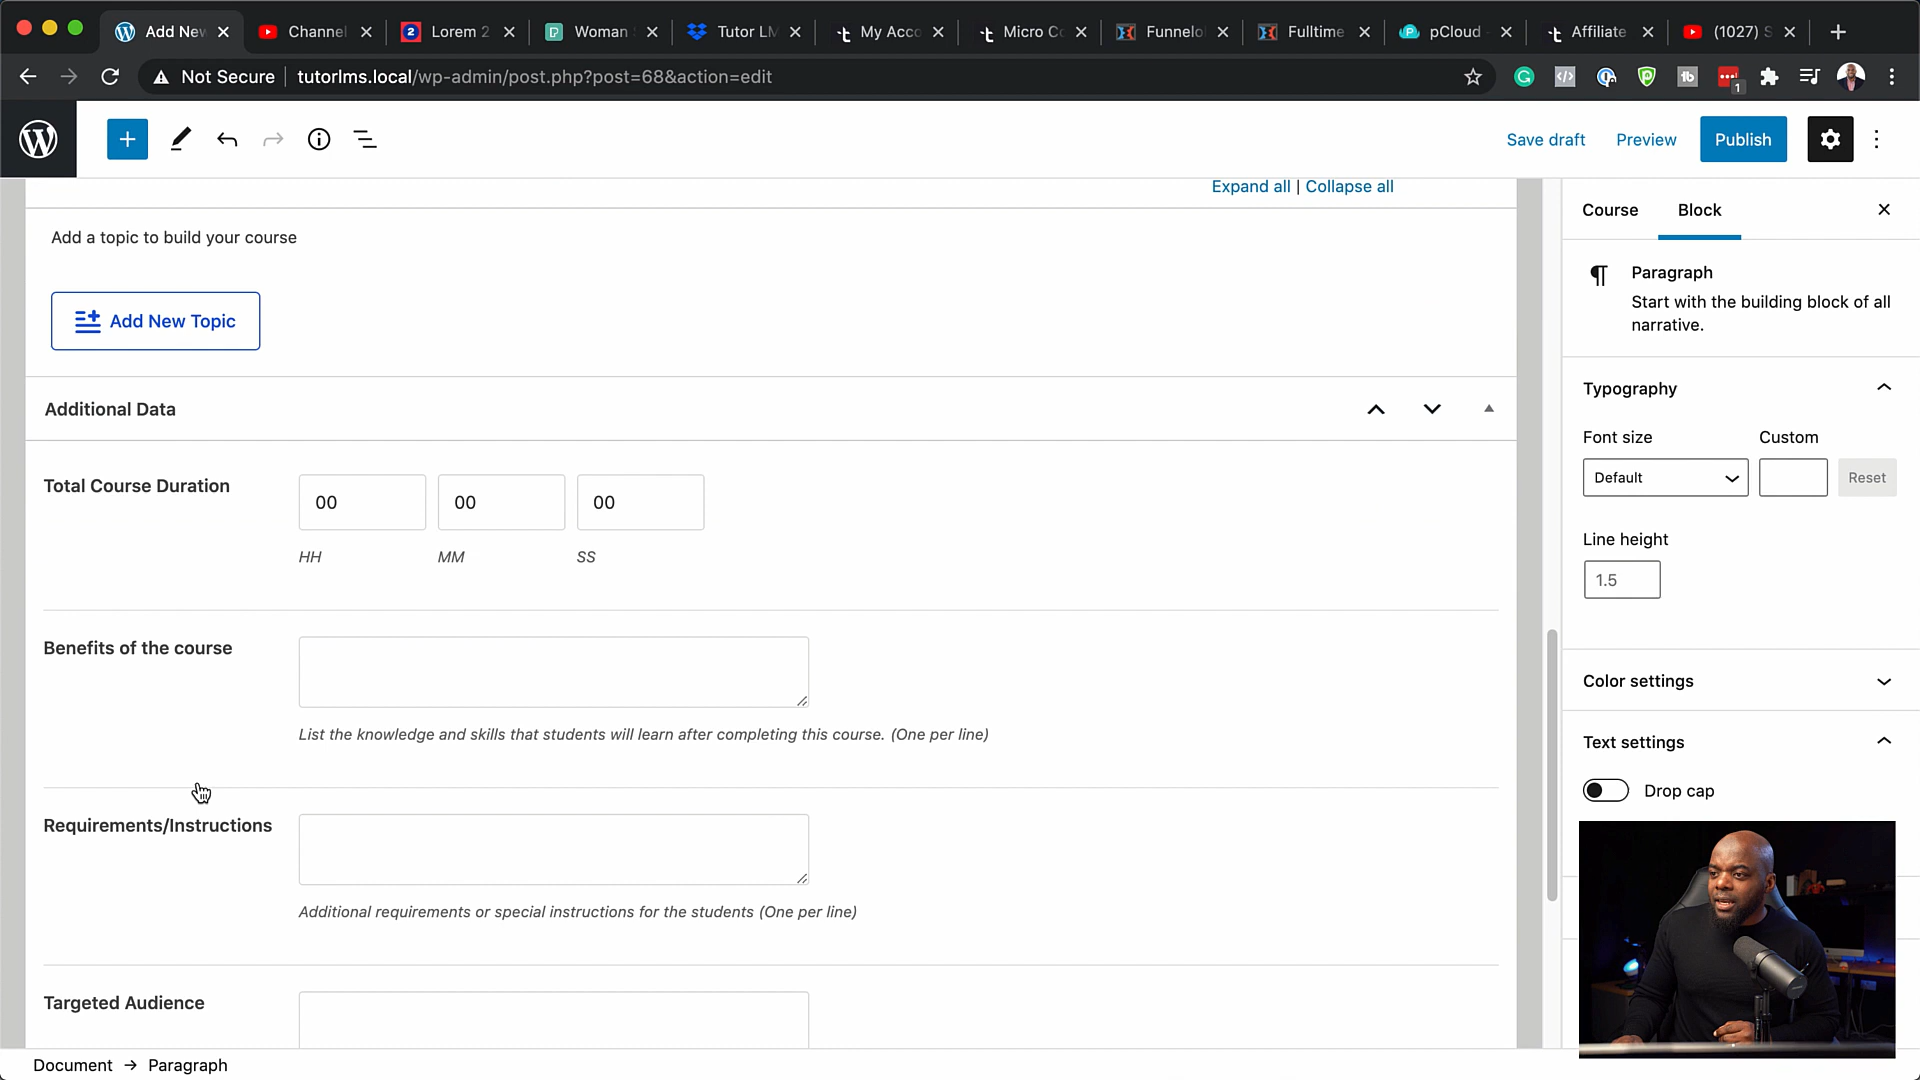 Add New
Channel
2 Lorem 2
Woman
Tutor LM
My Acco
Micro Co
Funnelo
Fulltime
pCloud
Affiliate
(1027) S
Not Secure
tutorlms.local/wp-admin/post.php?post=68&action=edit
1
Save draft
Preview
Publish
Expand all | Collapse all
Add a topic to build your course
Add New Topic
Additional Data
Total Course Duration
00
00
00
HH
MM
SS
Benefits of the course
List the knowledge and skills that students will learn after completing this course. (One per line)
Requirements/Instructions
Additional requirements or special instructions for the students (One per line)
Targeted Audience
Document → Paragraph
Course
Block
Paragraph
Start with the building block of all
narrative.
Typography
Font size
Custom
Default
Reset
Line height
1.5
Color settings
Text settings
Drop cap